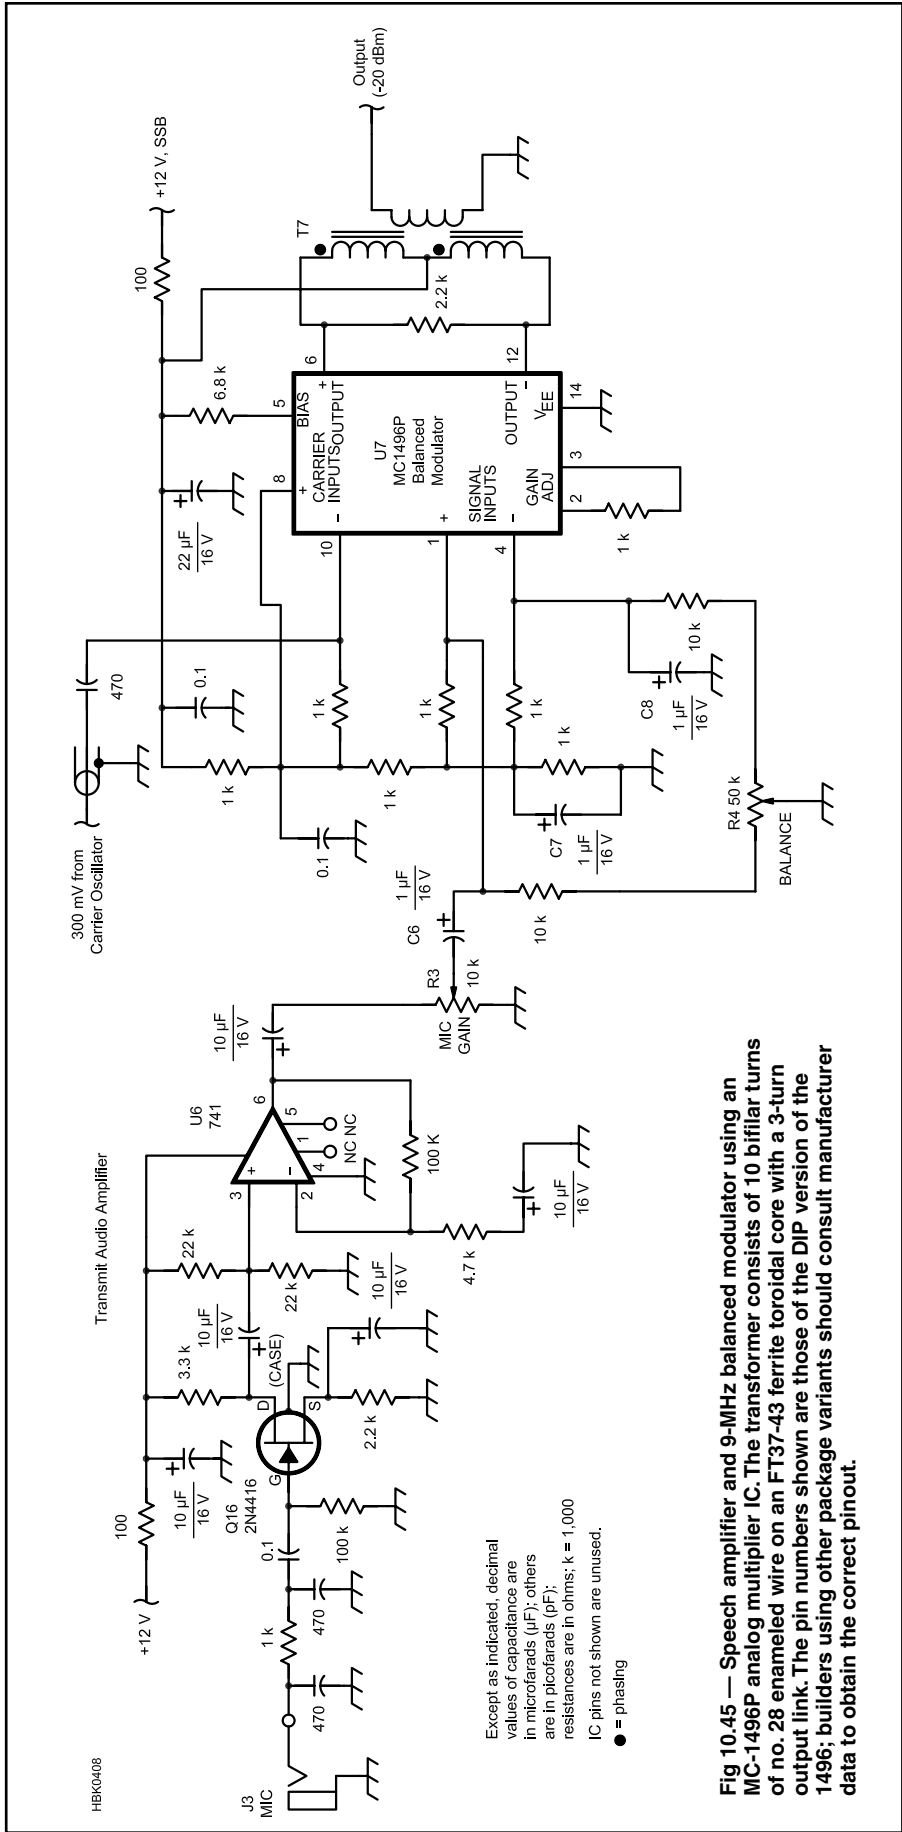 HBK0408
Transmit Audio Amplifier
J3
MIC
470
1 k
470
0.1
100 k
+12 V
100
10 µF
16 V
Q16
2N4416
G
D
S
(CASE)
3.3 k
2.2 k
10 µF
16 V
10 µF
16 V
22 k
22 k
U6
741
3
+
2
−
6
5
1
4
NC NC
100 K
4.7 k
10 µF
16 V
10 µF
16 V
MIC
GAIN
R3
10 k
C6
1 µF
16 V
10 k
300 mV from
Carrier Oscillator
470
0.1
1 k
0.1
1 k
1 k
1 k
1 k
1 k
C7
1 µF
16 V
C8
1 µF
16 V
10 k
R4 50 k
BALANCE
22 µF
16 V
6.8 k
100
+12 V, SSB
8
5
6
10
1
4
2
3
14
12
+
CARRIER
INPUTS
−
BIAS
+
OUTPUT
U7
MC1496P
Balanced
Modulator
+
SIGNAL
INPUTS
−
GAIN
ADJ
OUTPUT
−
VEE
1 k
2.2 k
T7
Output
(-20 dBm)
Except as indicated, decimal
values of capacitance are
in microfarads (µF); others
are in picofarads (pF);
resistances are in ohms; k = 1,000
IC pins not shown are unused.
● = phasing
Fig 10.45 — Speech amplifier and 9-MHz balanced modulator using an
MC-1496P analog multiplier IC. The transformer consists of 10 bifilar turns
of no. 28 enameled wire on an FT37-43 ferrite toroidal core with a 3-turn
output link. The pin numbers shown are those of the DIP version of the
1496; builders using other package variants should consult manufacturer
data to obtain the correct pinout.